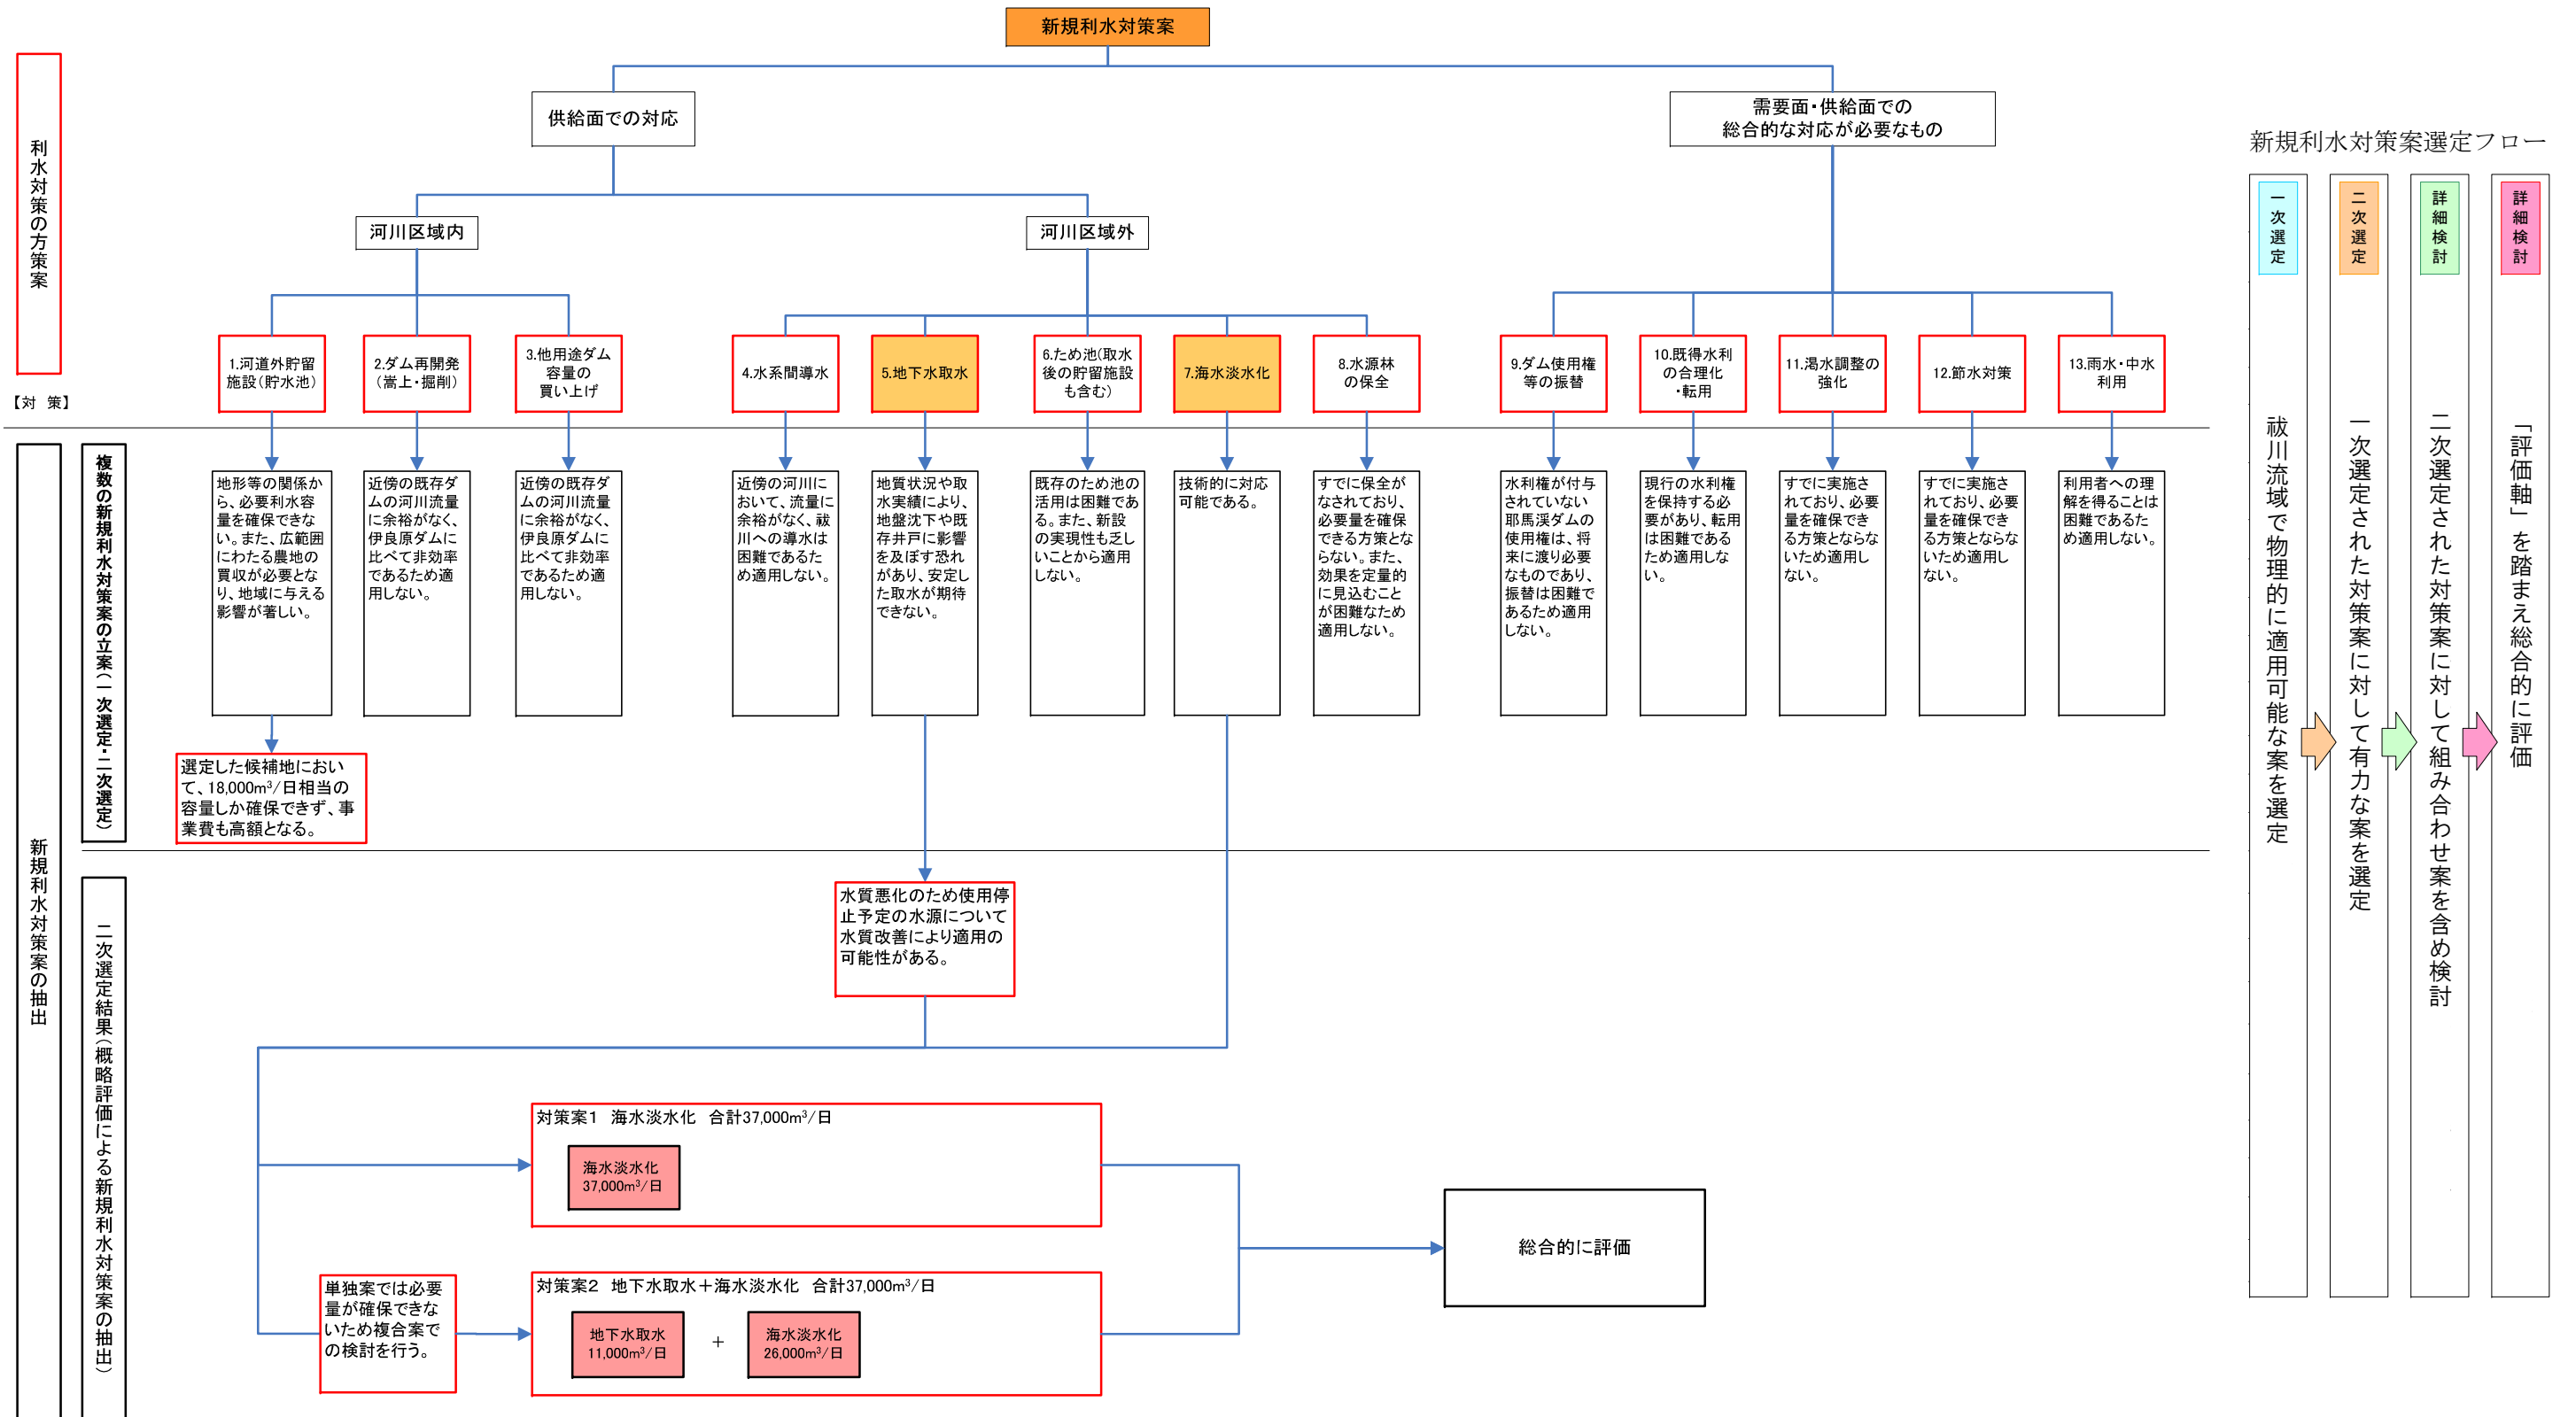 新規利水対策案
利水対策の方策案
供給面での対応
需要面・供給面での
総合的な対応が必要なもの
河川区域内
河川区域外
1.河道外貯留
施設(貯水池)
2.ダム再開発
(嵩上・掘削)
3.他用途ダム
容量の
買い上げ
4.水系間導水
5.地下水取水
6.ため池(取水
後の貯留施設
も含む)
7.海水淡水化
8.水源林
の保全
9.ダム使用権
等の振替
10.既得水利
の合理化
・転用
11.渇水調整の
強化
12.節水対策
13.雨水・中水
利用
【対 策】
新規利水対策案の抽出
複数の新規利水対策案の立案(一次選定・二次選定)
地形等の関係か
ら、必要利水容
量を確保できな
い。また、広範囲
にわたる農地の
買収が必要とな
り、地域に与える
影響が著しい。
近傍の既存ダ
ムの河川流量
に余裕がなく、
伊良原ダムに
比べて非効率
であるため適
用しない。
近傍の既存ダ
ムの河川流量
に余裕がなく、
伊良原ダムに
比べて非効率
であるため適
用しない。
近傍の河川に
おいて、流量に
余裕がなく、祓
川への導水は
困難であるた
め適用しない。
地質状況や取
水実績により、
地盤沈下や既
存井戸に影響
を及ぼす恐れ
があり、安定し
た取水が期待
できない。
既存のため池の
活用は困難であ
る。また、新設
の実現性も乏し
いことから適用
しない。
技術的に対応
可能である。
すでに保全が
なされており、
必要量を確保
できる方策とな
らない。また、
効果を定量的
に見込むこと
が困難なため
適用しない。
水利権が付与
されていない
耶馬渓ダムの
使用権は、将
来に渡り必要
なものであり、
振替は困難で
あるため適用
しない。
現行の水利権
を保持する必
要があり、転用
は困難である
ため適用しな
い。
すでに実施さ
れており、必要
量を確保でき
る方策とならな
いため適用し
ない。
すでに実施さ
れており、必要
量を確保でき
る方策とならな
いため適用し
ない。
利用者への理
解を得ることは
困難であるた
め適用しない。
選定した候補地におい
て、18,000m³/日相当の
容量しか確保できず、事
業費も高額となる。
二次選定結果(概略評価による新規利水対策案の抽出)
水質悪化のため使用停
止予定の水源について
水質改善により適用の
可能性がある。
対策案1 海水淡水化 合計37,000m³/日
海水淡水化
37,000m³/日
単独案では必要
量が確保できな
いため複合案で
の検討を行う。
対策案2 地下水取水+海水淡水化 合計37,000m³/日
地下水取水
11,000m³/日
+
海水淡水化
26,000m³/日
総合的に評価
新規利水対策案選定フロー
一次選定
祓川流域で物理的に適用可能な案を選定
二次選定
一次選定された対策案に対して有力な案を選定
詳細検討
二次選定された対策案に対して組み合わせ案を含め検討
詳細検討
「評価軸」を踏まえ総合的に評価